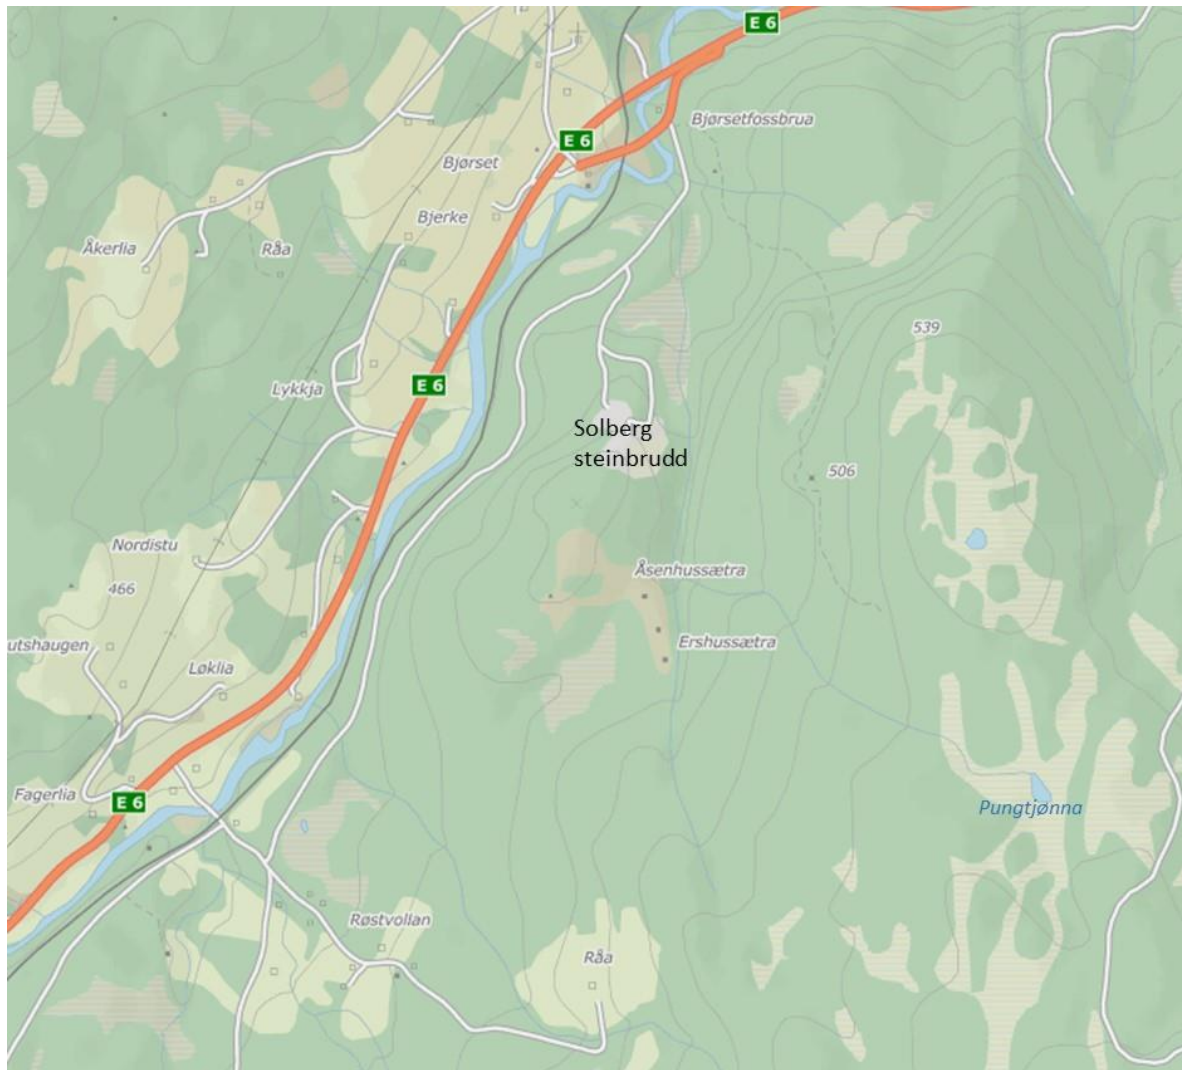 E 6
Bjørsetfossbrua
E 6
Bjørset
Bjerke
Åkerlia
Råa
539
E 6
Lykkja
Solberg
steinbrudd
506
Nordistu
Åsenhussætra
466
Ershussætra
utshaugen
Løklia
Fagerlia
E 6
Pungtjønna
Røstvollan
Råa